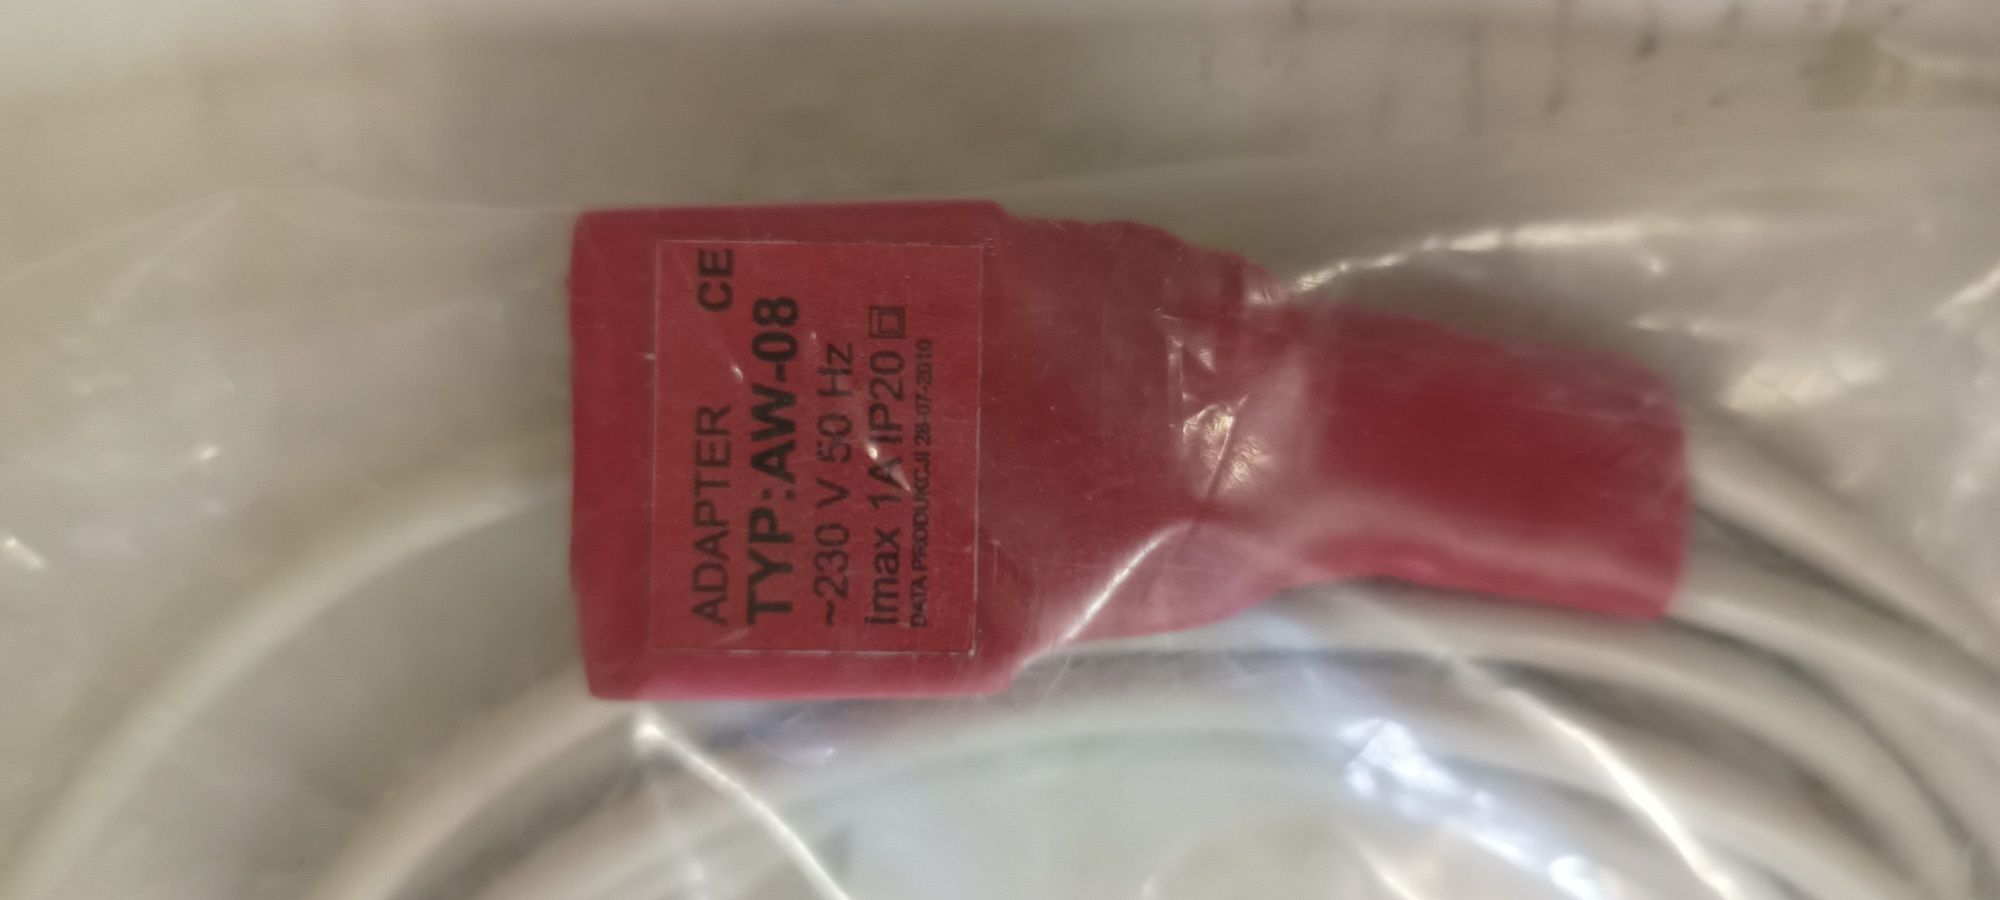 ADAPTER CE
TYP:AW-08
~230 V 50 Hz
Imax 1A IP20
DATA PRODUKCJI 28-07-2010